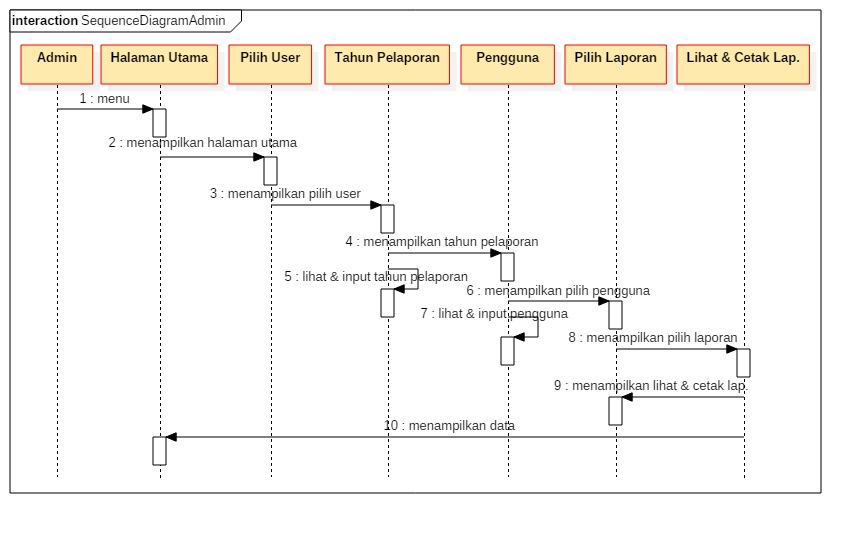 interaction SequenceDiagramAdmin
Admin
Halaman Utama
Pilih User
Tahun Pelaporan
Pengguna
Pilih Laporan
Lihat & Cetak Lap.
1 : menu
2 : menampilkan halaman utama
3 : menampilkan pilih user
4 : menampilkan tahun pelaporan
5 : lihat & input tahun pelaporan
6 : menampilkan pilih pengguna
7 : lihat & input pengguna
8 : menampilkan pilih laporan
9 : menampilkan lihat & cetak lap.
10 : menampilkan data